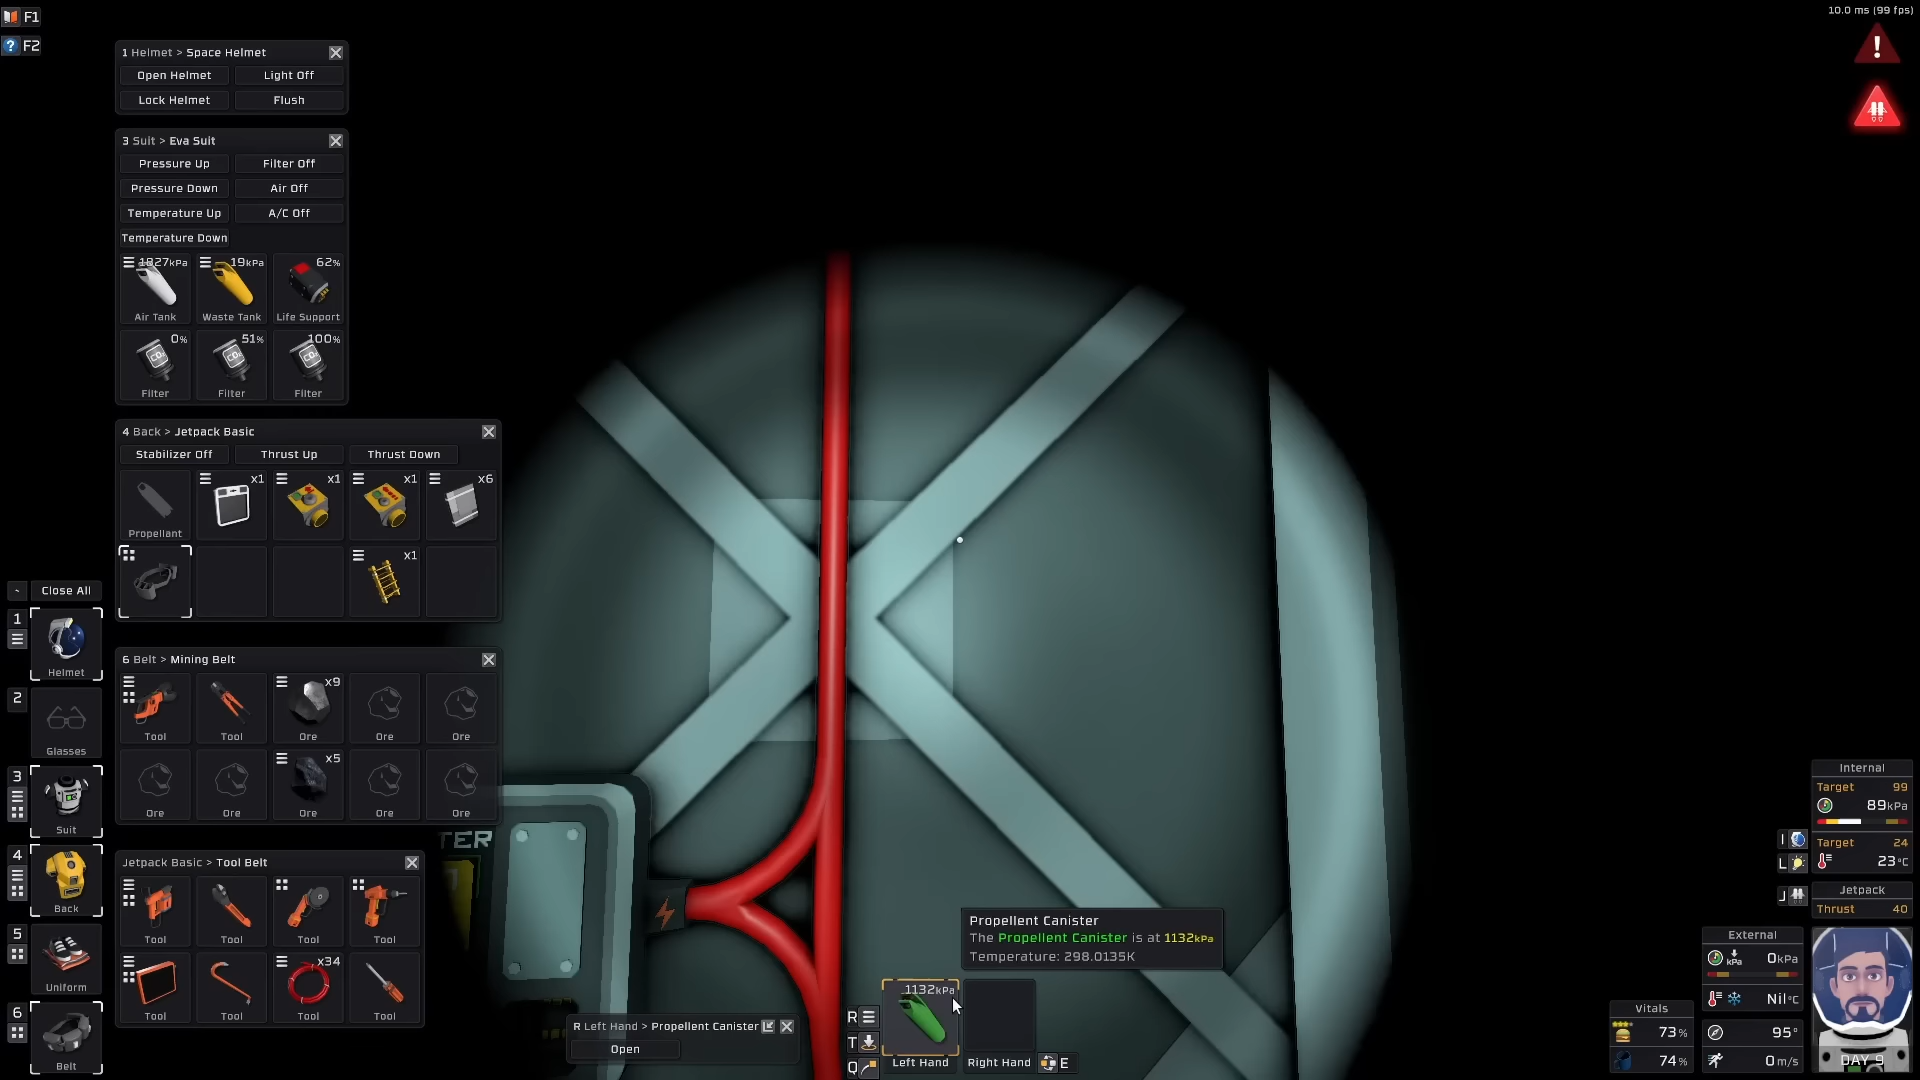 F1
F2
10.0 ms (99 fps)
1 Helmet > Space Helmet
Open Helmet
Light Off
Lock Helmet
Flush
3 Suit > Eva Suit
Pressure Up
Filter Off
Pressure Down
Air Off
Temperature Up
A/C Off
Temperature Down
1827kPa
19kPa
62%
Air Tank
Waste Tank
Life Support
0%
51%
100%
Filter
Filter
Filter
4 Back > Jetpack Basic
Stabilizer Off
Thrust Up
Thrust Down
x1
x1
x1
x6
Propellant
x1
~
Close All
1
Helmet
2
Glasses
3
Suit
4
Back
5
Uniform
6
Belt
6 Belt > Mining Belt
x9
Tool
Tool
Ore
Ore
Ore
x5
Ore
Ore
Ore
Ore
Ore
Jetpack Basic > Tool Belt
Tool
Tool
Tool
Tool
x34
Tool
Tool
Tool
Tool
TER
Propellent Canister
The Propellent Canister is at 1132kPa
Temperature: 298.0135K
R Left Hand > Propellent Canister
Open
R
T
Q
1132kPa
Left Hand
Right Hand
E
Internal
Target 99
89kPa
Target 24
23°C
I
L
J
Jetpack
Thrust 40
External
kPa
0kPa
Nil°C
95°
0m/s
Vitals
73%
74%
DAY 9